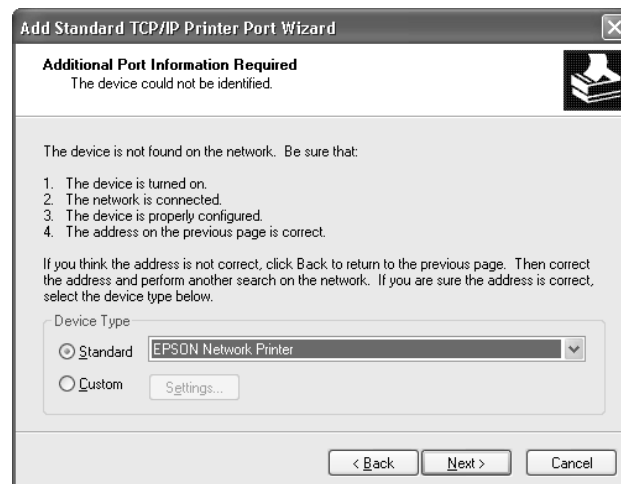 Add Standard TCP/IP Printer Port Wizard
Additional Port Information Required
The device could not be identified.
The device is not found on the network. Be sure that:
1. The device is turned on.
2. The network is connected.
3. The device is properly configured.
4. The address on the previous page is correct.
If you think the address is not correct, click Back to return to the previous page. Then correct
the address and perform another search on the network. If you are sure the address is correct,
select the device type below.
Device Type
Standard EPSON Network Printer
Custom Settings...
< Back Next > Cancel